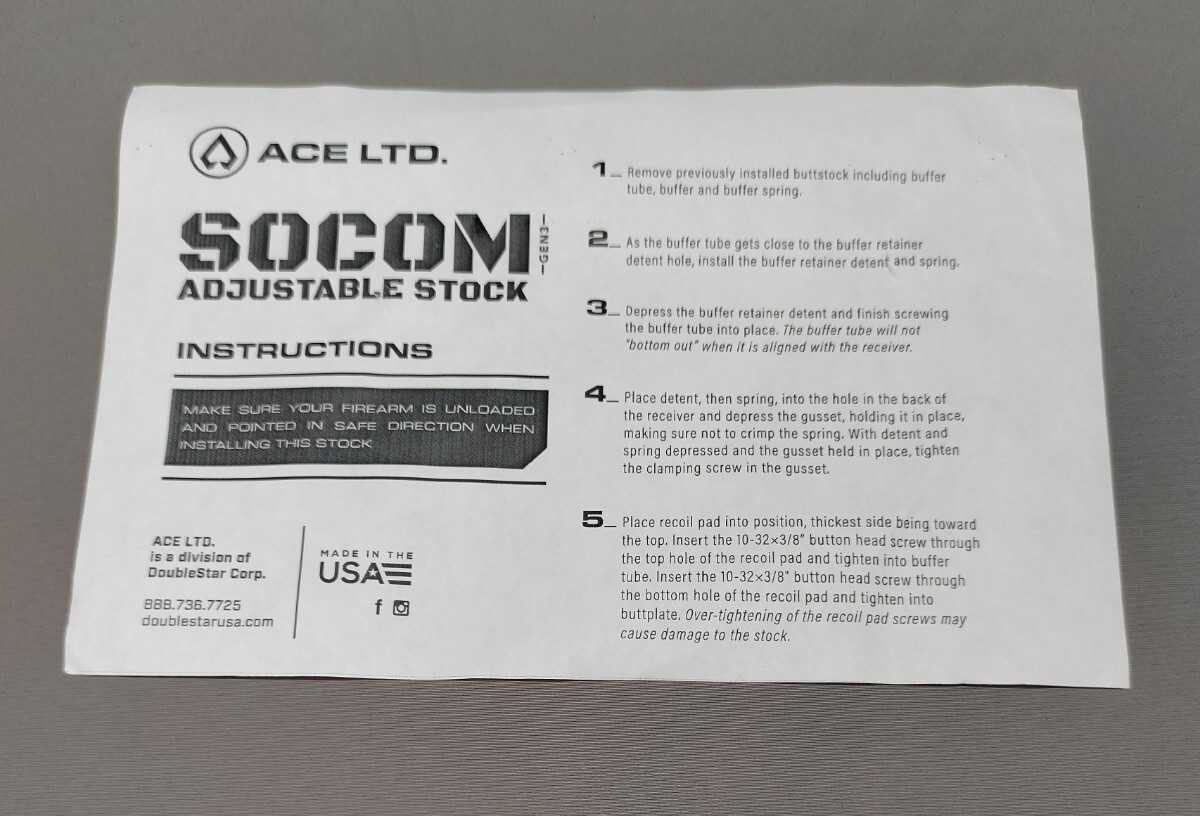 ACE LTD.
SOCOM
-GEN3-
ADJUSTABLE STOCK
INSTRUCTIONS
MAKE SURE YOUR FIREARM IS UNLOADED
AND POINTED IN SAFE DIRECTION WHEN
INSTALLING THIS STOCK
ACE LTD.
is a division of
DoubleStar Corp.
888.736.7725
doublestarusa.com
MADE IN THE
USA
1_ Remove previously installed buttstock including buffer
tube, buffer and buffer spring.
2_ As the buffer tube gets close to the buffer retainer
detent hole, install the buffer retainer detent and spring.
3_ Depress the buffer retainer detent and finish screwing
the buffer tube into place. The buffer tube will not
"bottom out" when it is aligned with the receiver.
4_ Place detent, then spring, into the hole in the back of
the receiver and depress the gusset, holding it in place,
making sure not to crimp the spring. With detent and
spring depressed and the gusset held in place, tighten
the clamping screw in the gusset.
5_ Place recoil pad into position, thickest side being toward
the top. Insert the 10-32×3/8" button head screw through
the top hole of the recoil pad and tighten into buffer
tube. Insert the 10-32×3/8" button head screw through
the bottom hole of the recoil pad and tighten into
buttplate. Over-tightening of the recoil pad screws may
cause damage to the stock.